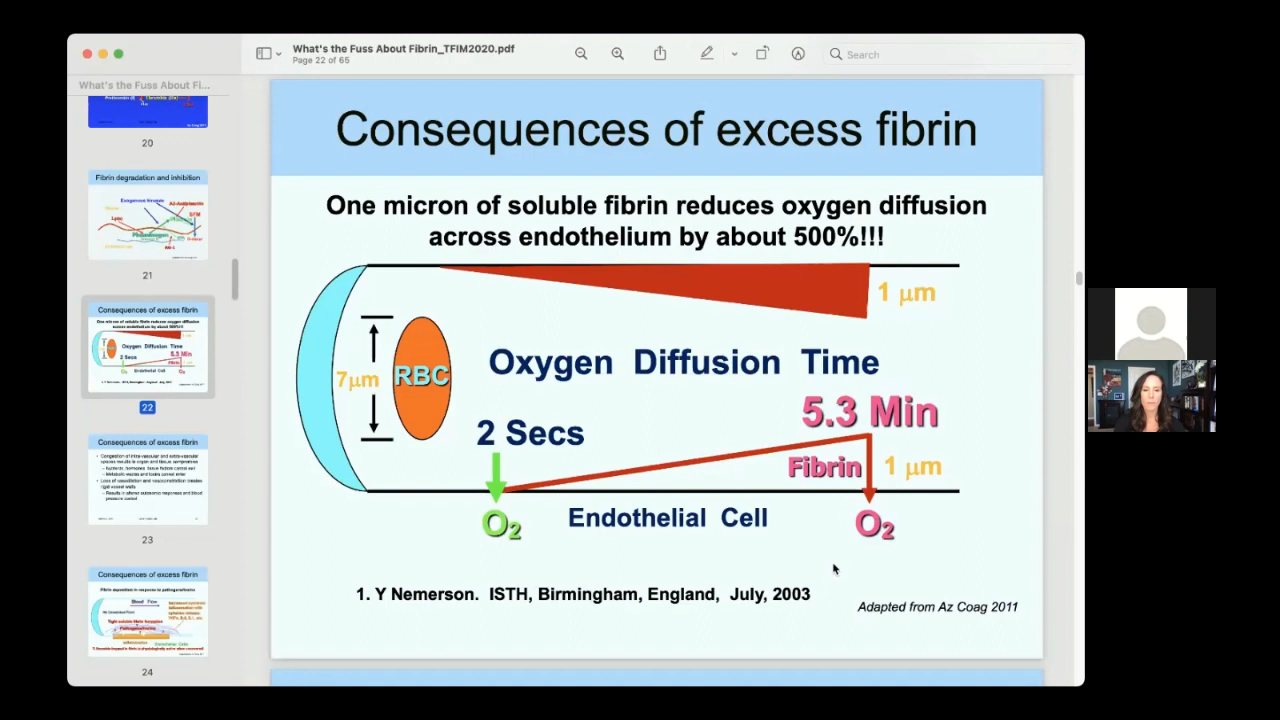 What's the Fuss About Fibrin_TFIM2020.pdf
Page 22 of 65
Search
What's the Fuss About Fi...
20
Fibrin degradation and inhibition
21
Consequences of excess fibrin
22
Consequences of excess fibrin
23
Consequences of excess fibrin
24
Consequences of excess fibrin
One micron of soluble fibrin reduces oxygen diffusion
across endothelium by about 500%!!!
1 μm
Oxygen Diffusion Time
7μm
RBC
5.3 Min
2 Secs
Fibrin
1 μm
O₂
Endothelial Cell
O₂
1. Y Nemerson. ISTH, Birmingham, England, July, 2003
Adapted from Az Coag 2011